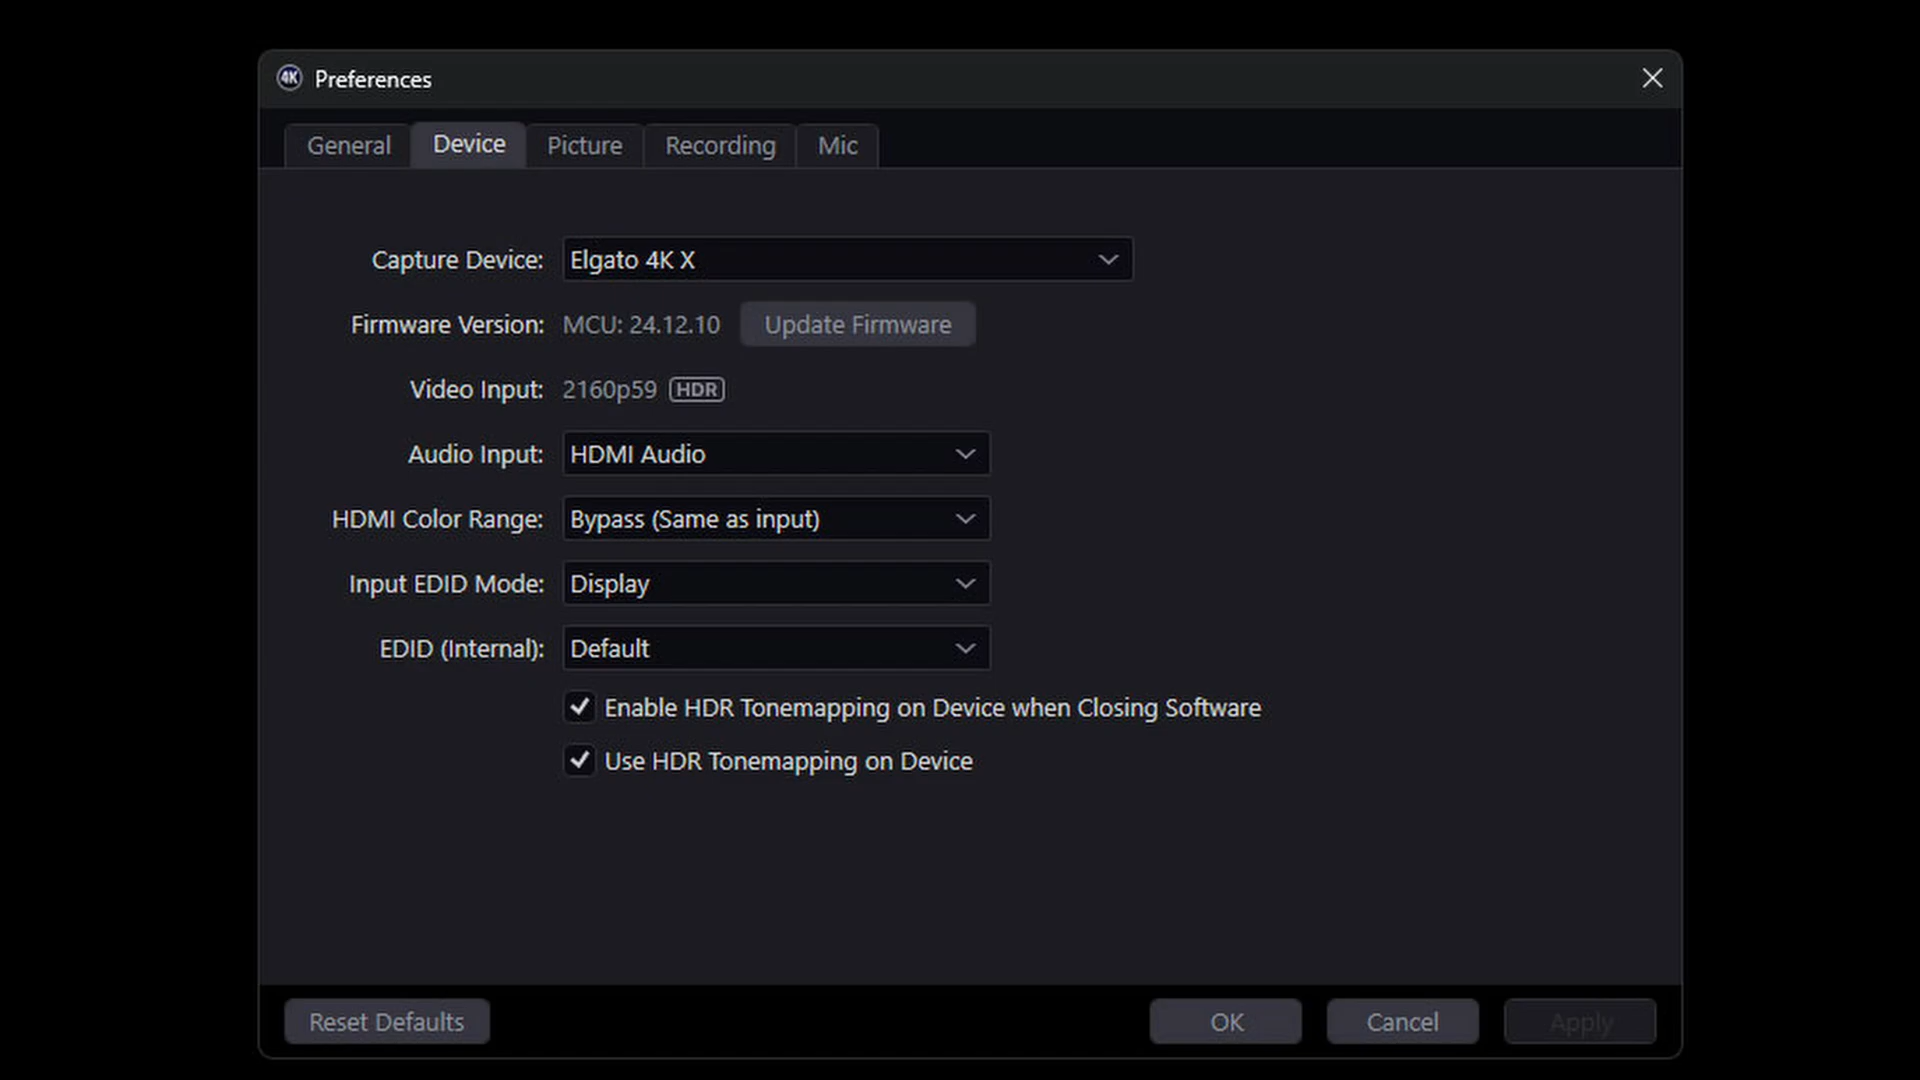 4K Preferences
General Device Picture Recording Mic
Capture Device: Elgato 4K X
Firmware Version: MCU: 24.12.10 Update Firmware
Video Input: 2160p59 HDR
Audio Input: HDMI Audio
HDMI Color Range: Bypass (Same as input)
Input EDID Mode: Display
EDID (Internal): Default
Enable HDR Tonemapping on Device when Closing Software
Use HDR Tonemapping on Device
Reset Defaults OK Cancel Apply